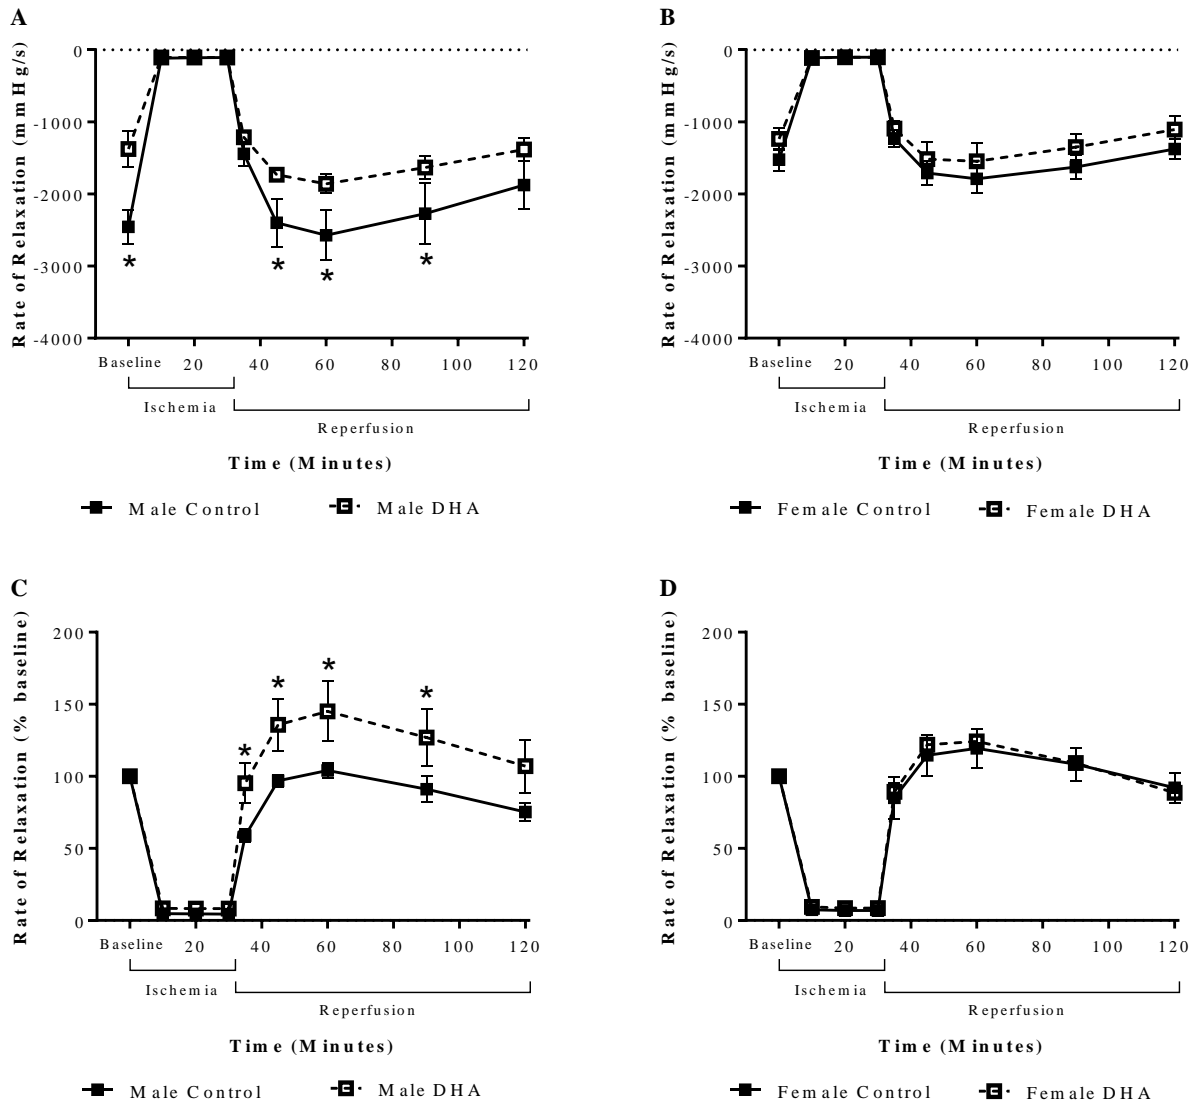 A
Rate of Relaxation (mmHg/s)
0
-1000
-2000
-3000
-4000
* * * *
Baseline 20 40 60 80 100 120
Ischemia
Reperfusion
Time (Minutes)
Male Control Male DHA
B
Rate of Relaxation (mmHg/s)
0
-1000
-2000
-3000
-4000
Baseline 20 40 60 80 100 120
Ischemia
Reperfusion
Time (Minutes)
Female Control Female DHA
C
Rate of Relaxation (% baseline)
200
150
100
50
0
* * * *
Baseline 20 40 60 80 100 120
Ischemia
Reperfusion
Time (Minutes)
Male Control Male DHA
D
Rate of Relaxation (% baseline)
200
150
100
50
0
Baseline 20 40 60 80 100 120
Ischemia
Reperfusion
Time (Minutes)
Female Control Female DHA